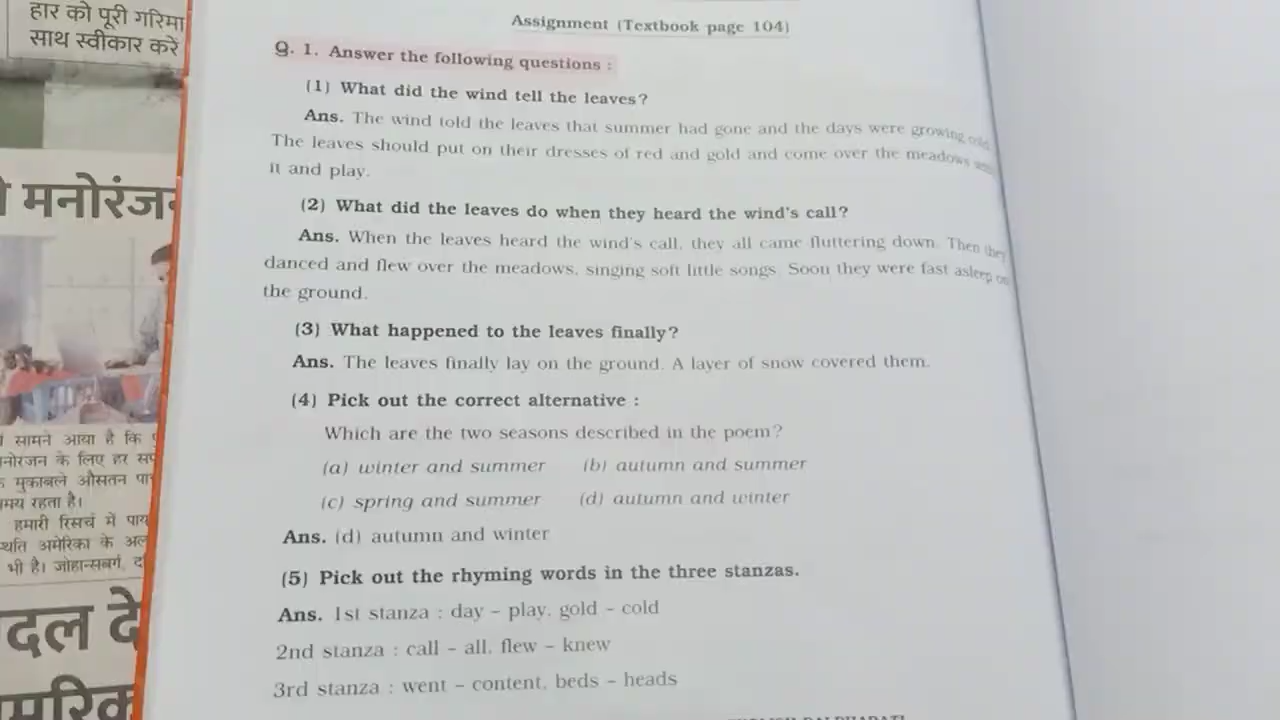 हार को पूरी गरिमा
साथ स्वीकार करें
मनोरंज
सामने आया है कि
मनोरंजन के लिए हर
मुकाबले औसतन
समय रहता है।
हमारी रिसर्च में
अमेरिका के
भी है। जोहान्सबर्ग,
दल दे
Assignment (Textbook page 104)
Q. 1. Answer the following questions :
(1) What did the wind tell the leaves?
Ans. The wind told the leaves that summer had gone and the days were growing cold.
The leaves should put on their dresses of red and gold and come over the meadows with
it and play.
(2) What did the leaves do when they heard the wind's call?
Ans. When the leaves heard the wind's call, they all came fluttering down. Then they
danced and flew over the meadows, singing soft little songs. Soon they were fast asleep on
the ground.
(3) What happened to the leaves finally?
Ans. The leaves finally lay on the ground. A layer of snow covered them.
(4) Pick out the correct alternative :
Which are the two seasons described in the poem?
(a) winter and summer (b) autumn and summer
(c) spring and summer (d) autumn and winter
Ans. (d) autumn and winter
(5) Pick out the rhyming words in the three stanzas.
Ans. 1st stanza : day – play, gold – cold
2nd stanza : call – all, flew – knew
3rd stanza : went – content, beds – heads